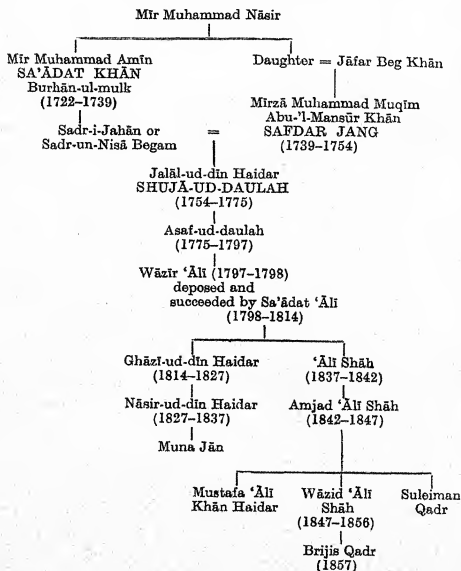 Mīr Muhammad Nāsir
Mīr Muhammad Amīn
SA'ĀDAT KHĀN
Burhān-ul-mulk
(1722–1739)
Daughter = Jāfar Beg Khān
Mīrzā Muhammad Muqīm
Abu-'l-Mansūr Khān
SAFDAR JANG
(1739–1754)
Sadr-i-Jahān or
Sadr-un-Nisā Begam
=
Jalāl-ud-dīn Haidar
SHUJĀ-UD-DAULAH
(1754–1775)
Asaf-ud-daulah
(1775–1797)
Wāzīr ‘Ālī (1797–1798)
deposed and
succeeded by Sa'ādat ‘Ālī
(1798–1814)
Ghāzī-ud-dīn Haidar
(1814–1827)
‘Ālī Shāh
(1837–1842)
Nāsir-ud-dīn Haidar
(1827–1837)
Amjad ‘Ālī Shāh
(1842–1847)
Muna Jān
Mustafa ‘Ālī
Khān Haidar
Wāzid ‘Ālī
Shāh
(1847–1856)
Suleiman
Qadr
Brijis Qadr
(1857)